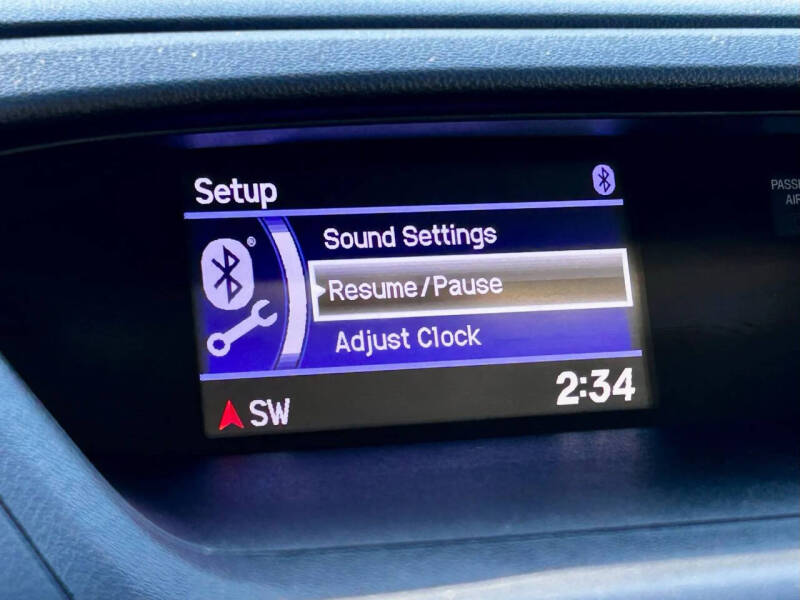 Setup
Sound Settings
Resume/Pause
Adjust Clock
SW
2:34